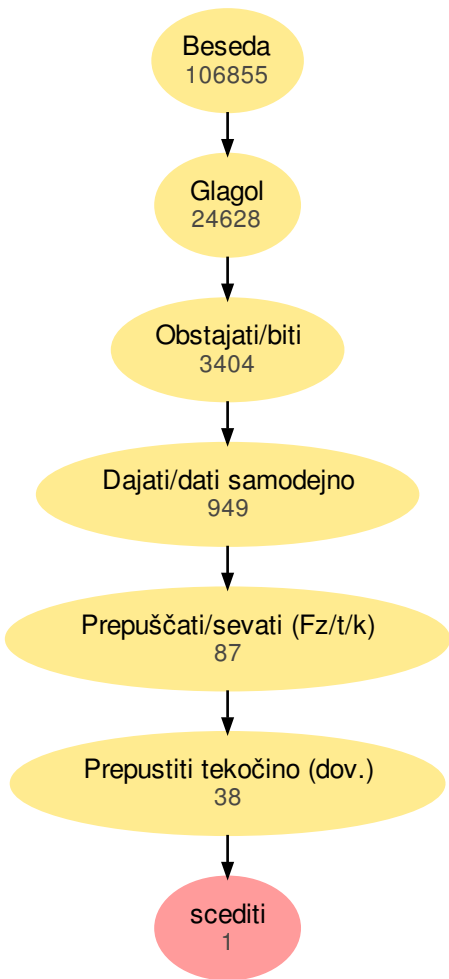 Beseda
106855
Glagol
24628
Obstajati/biti
3404
Dajati/dati samodejno
949
Prepuščati/sevati (Fz/t/k)
87
Prepustiti tekočino (dov.)
38
scediti
1